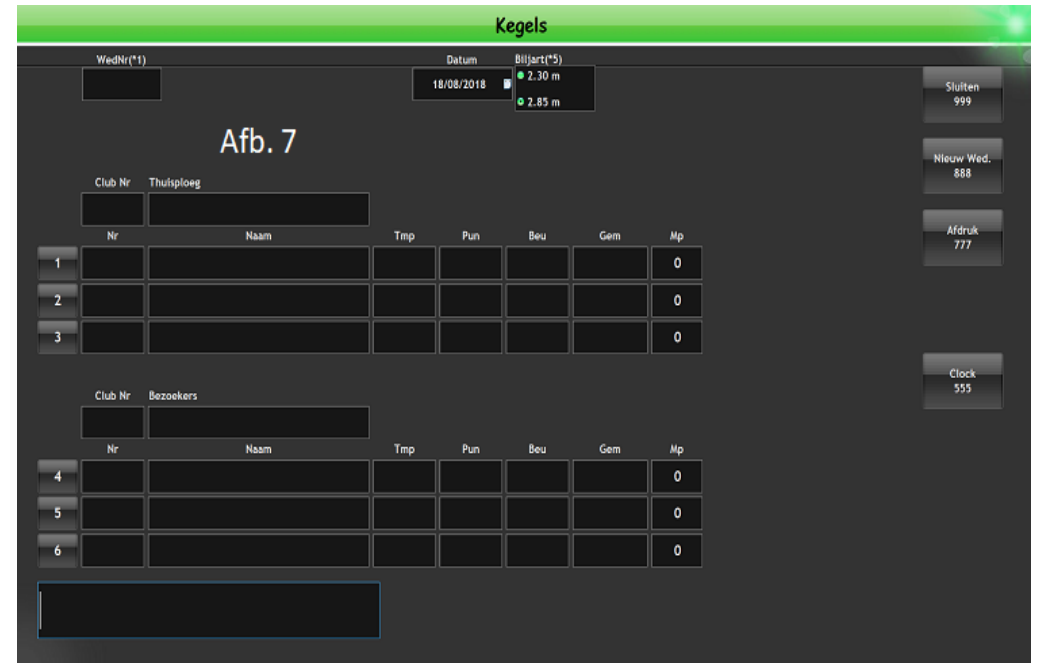 Kegels
WedNr(*1) Datum Biljart(*5)
18/08/2018 2.30 m
2.85 m
Sluiten
999
Afb. 7
Nieuw Wed.
888
Club Nr Thuisploeg
Afdruk
777
Nr Naam Tmp Pun Beu Gem Mp
1 0
2 0
3 0
Clock
555
Club Nr Bezoekers
Nr Naam Tmp Pun Beu Gem Mp
4 0
5 0
6 0